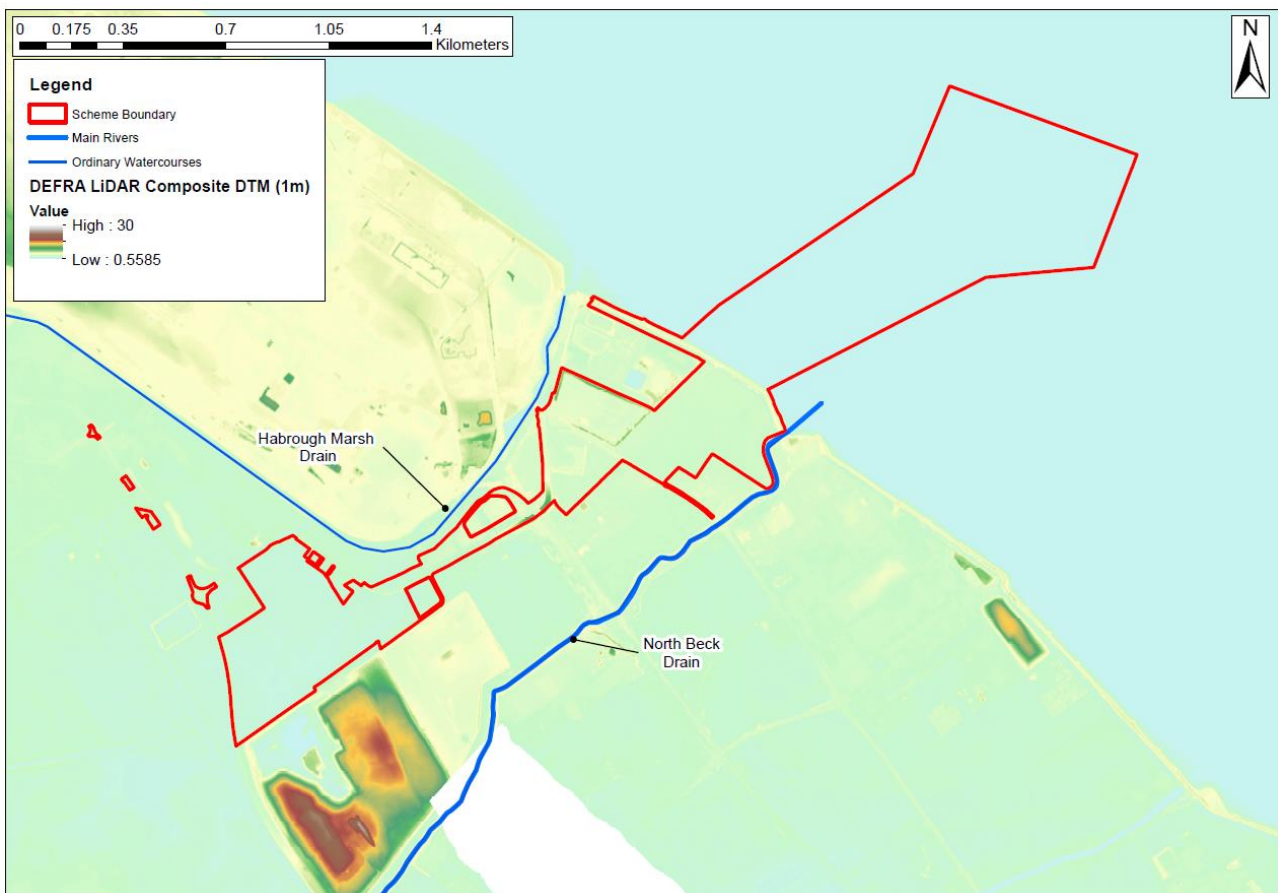 0 0.175 0.35 0.7 1.05 1.4
Kilometers
N
Legend
Scheme Boundary
Main Rivers
Ordinary Watercourses
DEFRA LiDAR Composite DTM (1m)
Value
High : 30
Low : 0.5585
Habrough Marsh
Drain
North Beck
Drain